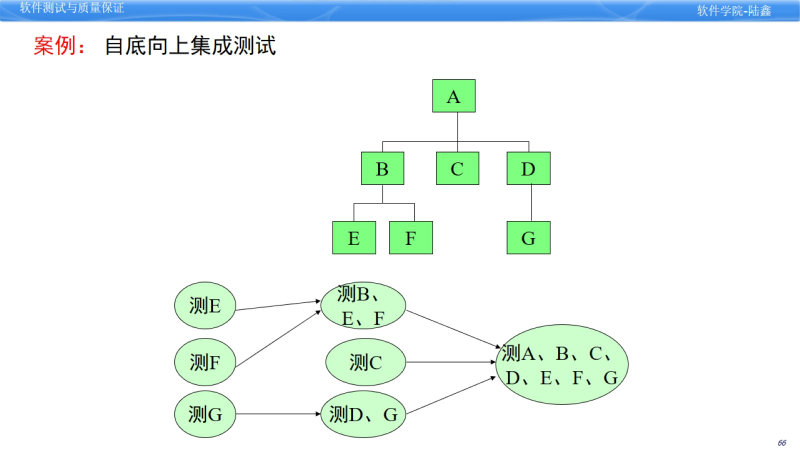 软件测试与质量保证
软件学院-陆鑫
案例： 自底向上集成测试
A
B
C
D
E
F
G
测E
测B、
E、F
测F
测C
测A、B、C、
D、E、F、G
测G
测D、G
66